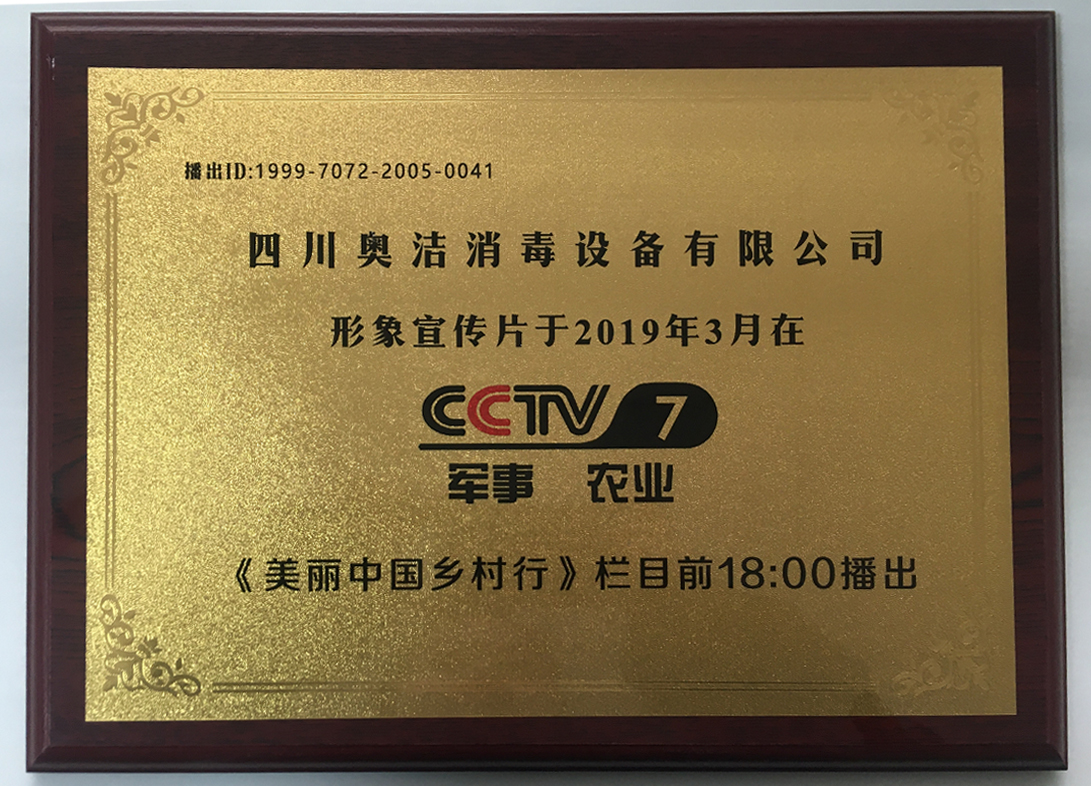 播出ID:1999-7072-2005-0041
四川奥洁消毒设备有限公司
形象宣传片于2019年3月在
CCTV 7
军事 农业
《美丽中国乡村行》栏目前18:00播出